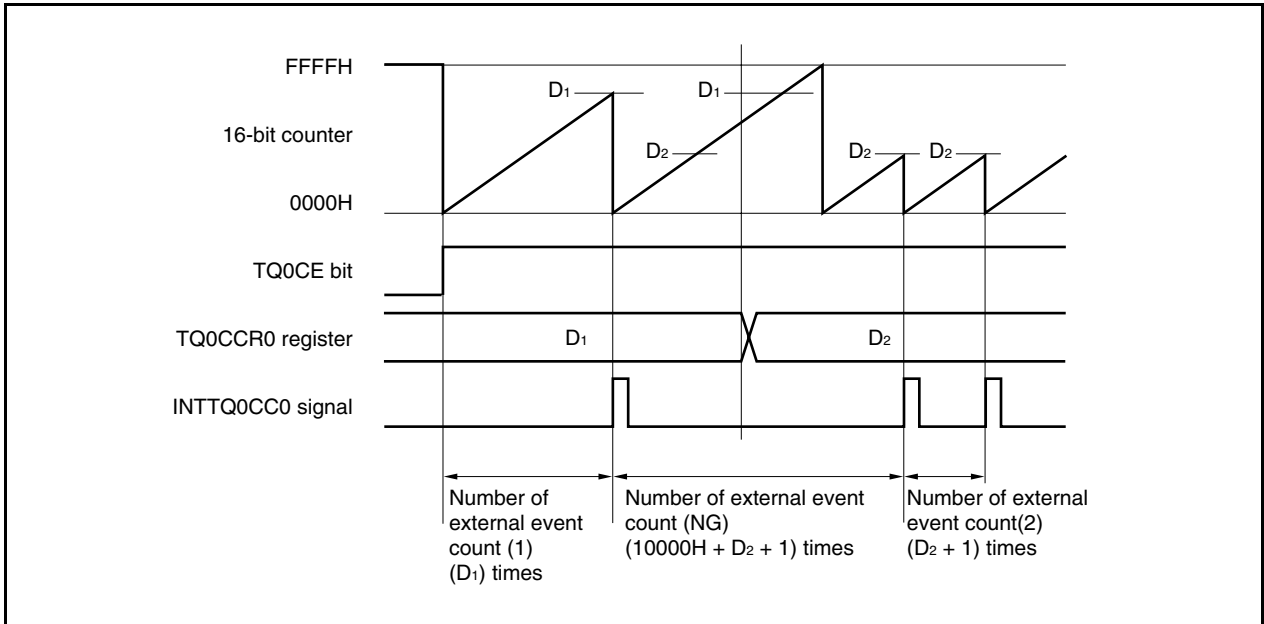 FFFFH
D1
D1
16-bit counter
D2
D2
D2
0000H
TQ0CE bit
TQ0CCR0 register
D1
D2
INTTQ0CC0 signal
Number of
external event
count (1)
(D1) times
Number of external event
count (NG)
(10000H + D2 + 1) times
Number of external
event count(2)
(D2 + 1) times